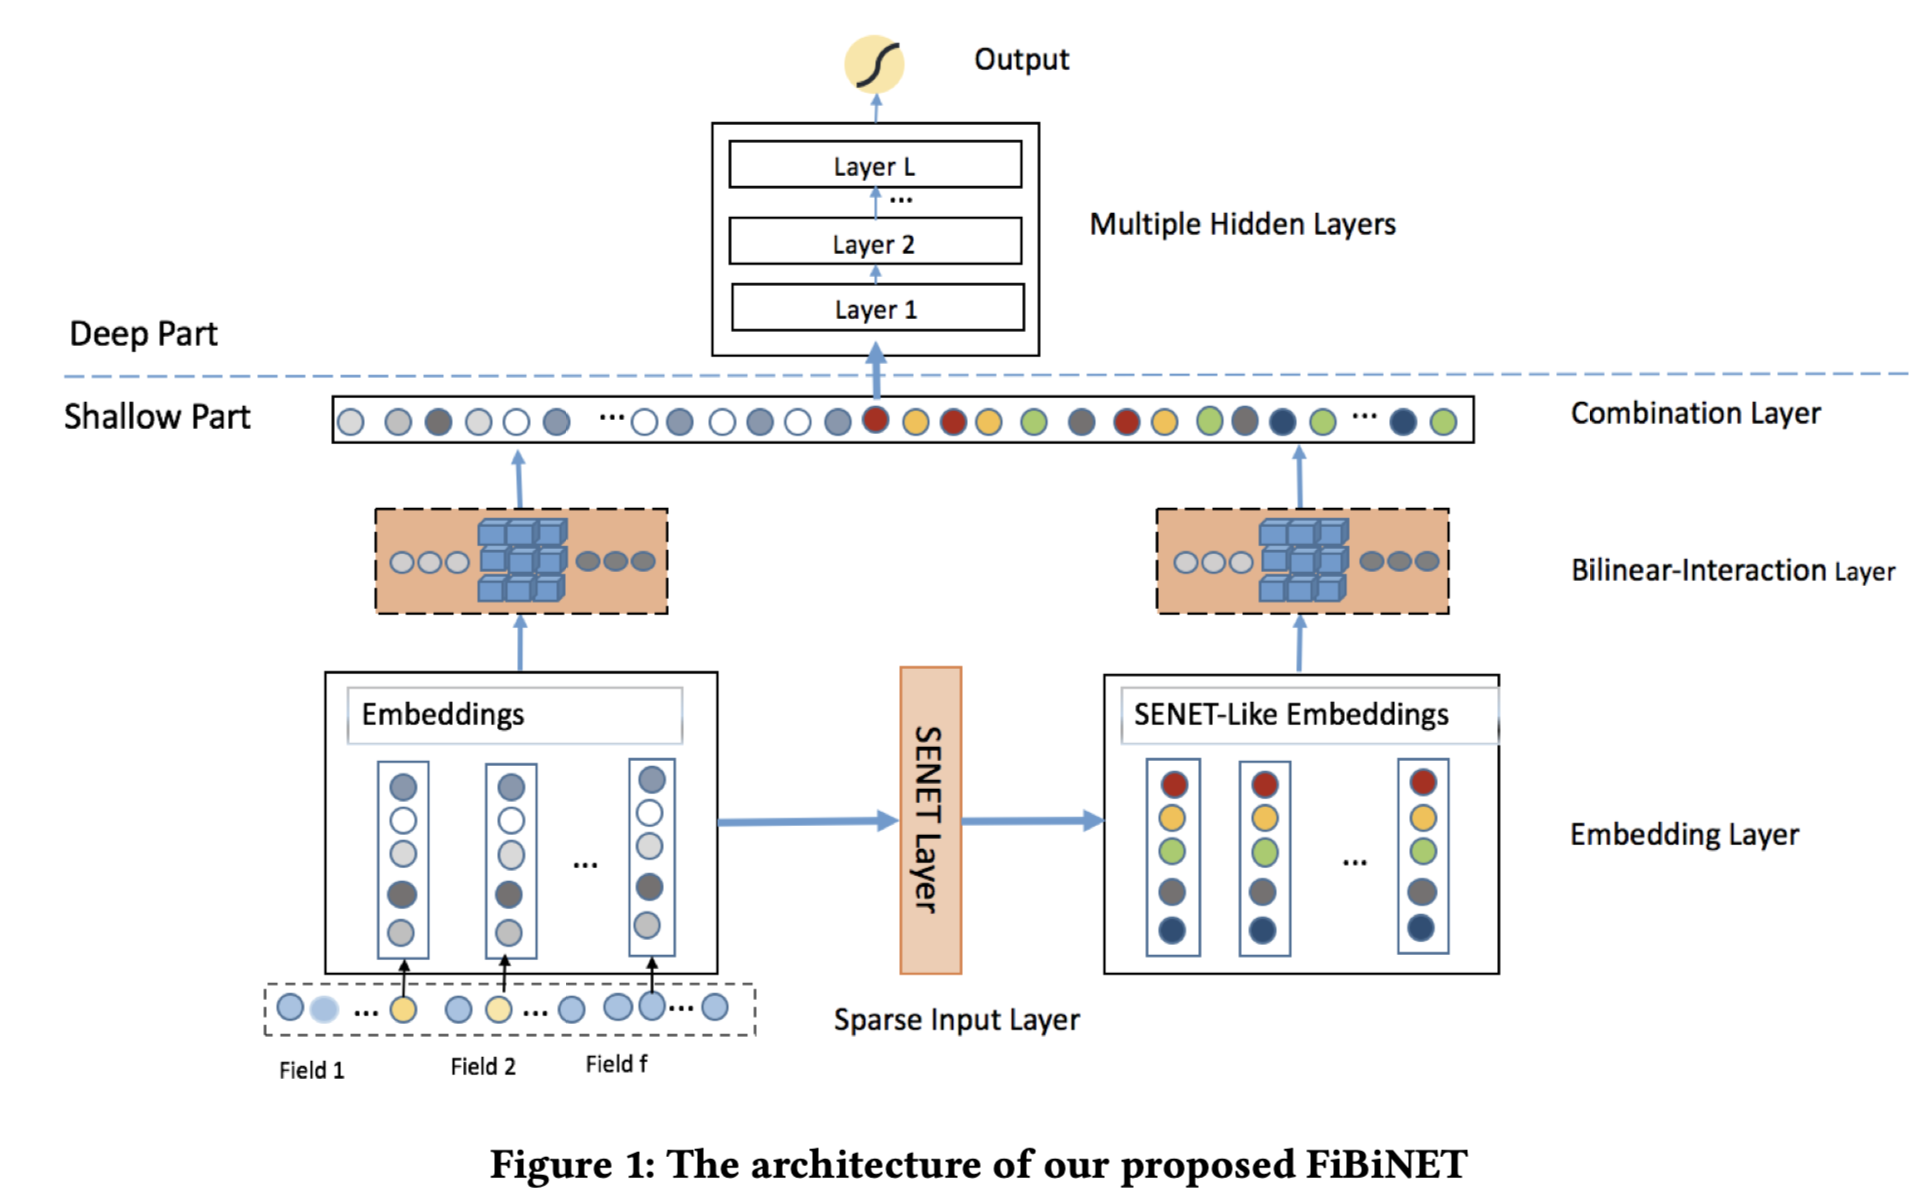 Output
Layer L
...
Layer 2
Layer 1
Multiple Hidden Layers
Deep Part
Shallow Part
...
...
Combination Layer
Bilinear-Interaction Layer
Embeddings
...
SENET Layer
SENET-Like Embeddings
...
Embedding Layer
... ... ...
Sparse Input Layer
Field 1
Field 2
Field f
Figure 1: The architecture of our proposed FiBiNET